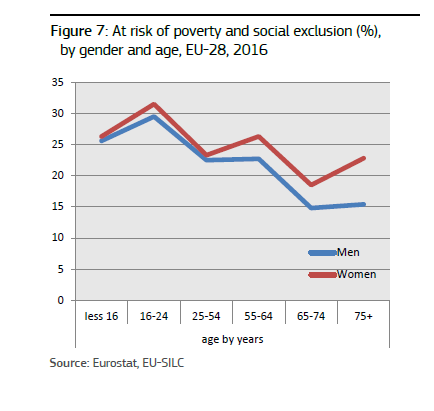 Figure 7: At risk of poverty and social exclusion (%),
by gender and age, EU-28, 2016
35
30
25
20
15
10
5
0
Men
Women
less 16 16-24 25-54 55-64 65-74 75+
age by years
Source: Eurostat, EU-SILC